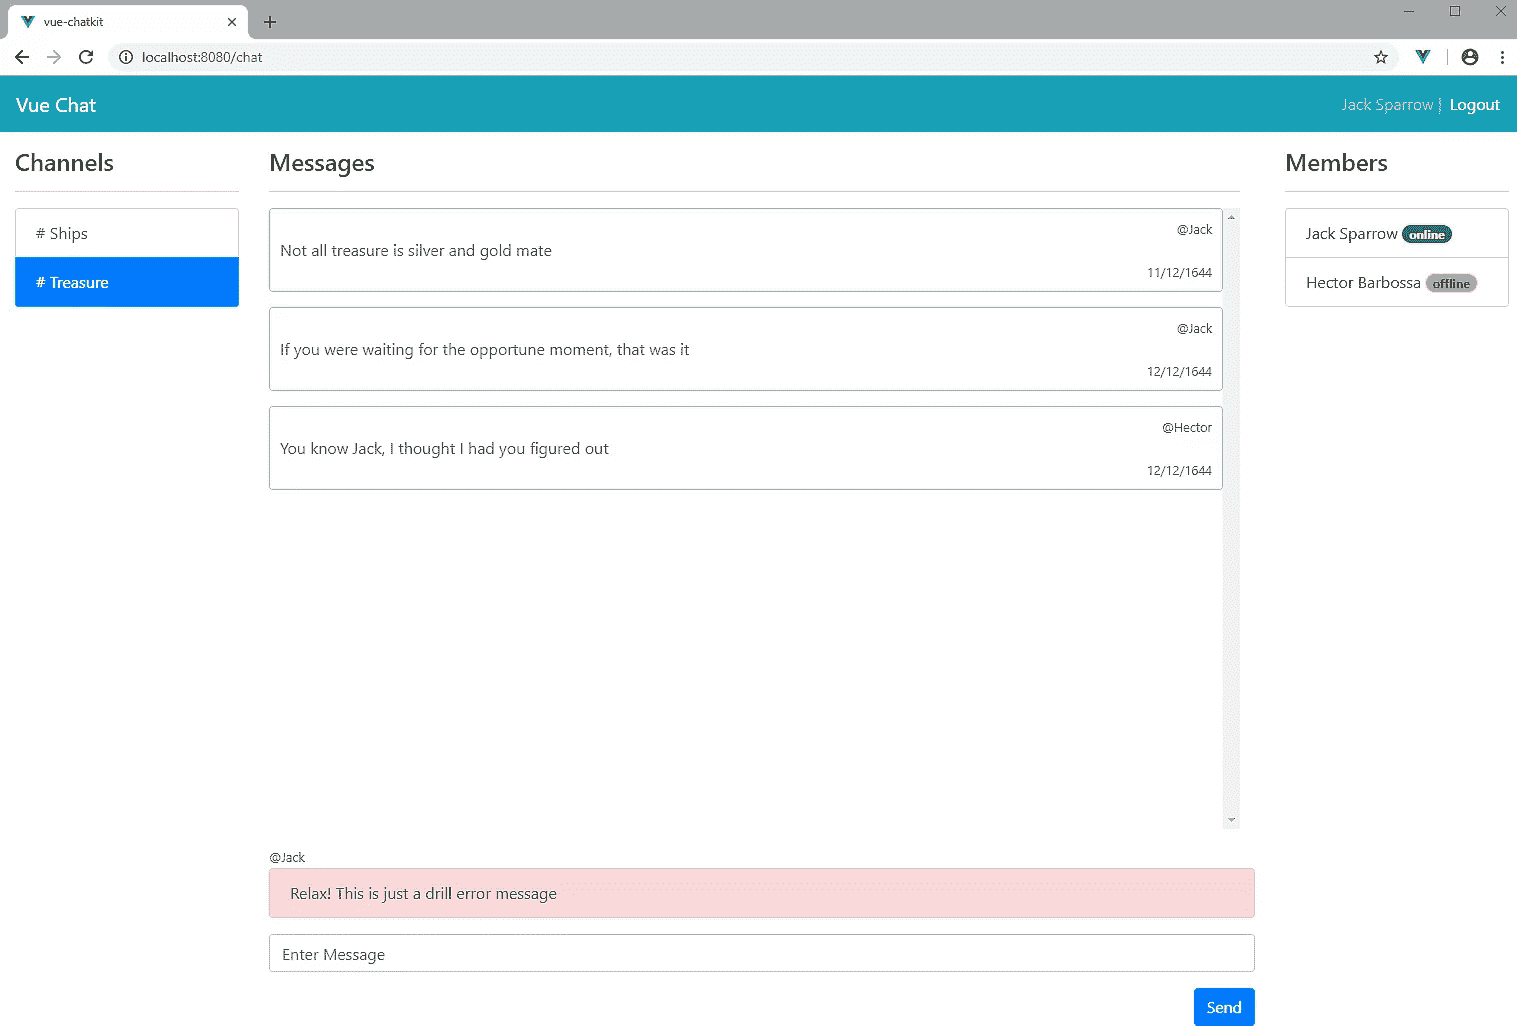 vue-chatkit
localhost:8080/chat
Vue Chat
Jack Sparrow | Logout
Channels
# Ships
# Treasure
Messages
@Jack
Not all treasure is silver and gold mate
11/12/1644
@Jack
If you were waiting for the opportune moment, that was it
12/12/1644
@Hector
You know Jack, I thought I had you figured out
12/12/1644
@Jack
Relax! This is just a drill error message
Enter Message
Send
Members
Jack Sparrow online
Hector Barbossa offline